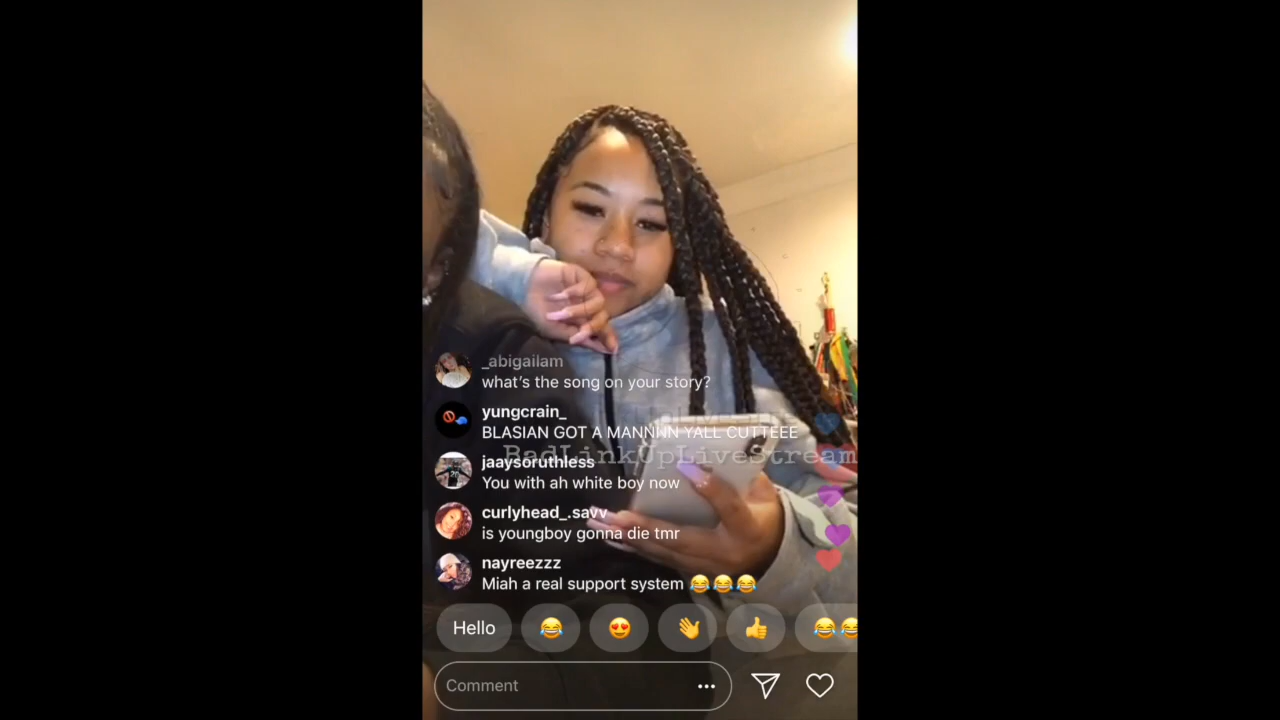 _abigailam
what's the song on your story?
yungcrain_
BLASIAN GOT A MANNNN YALL CUTTEEE
BadLinkUpLiveStream
jaaysoruthless
You with ah white boy now
curlyhead_.savv
is youngboy gonna die tmr
nayreezzz
Miah a real support system 😂😂😂
Hello 😂 😍 👋 👍 😂😂
Comment